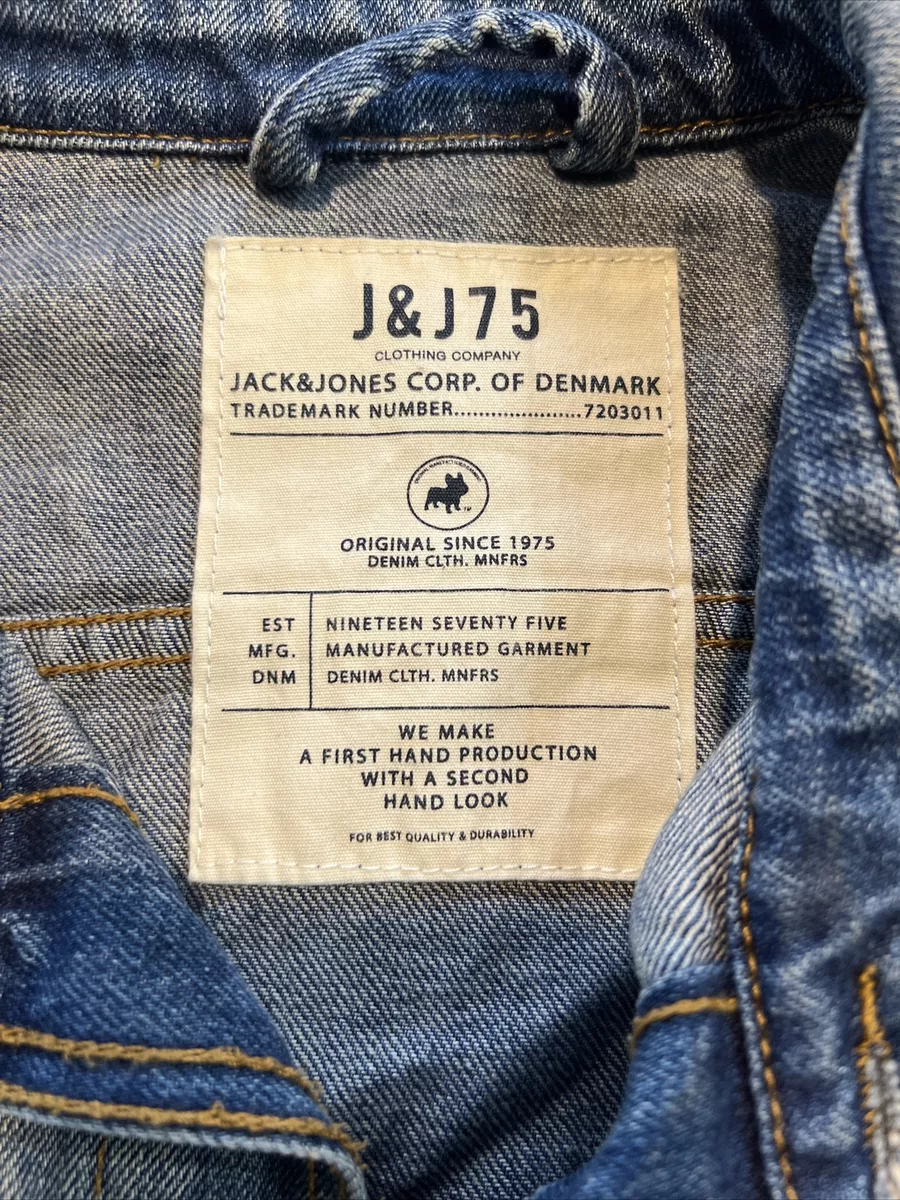 J&J75
CLOTHING COMPANY
JACK&JONES CORP. OF DENMARK
TRADEMARK NUMBER.....................7203011
TM
ORIGINAL SINCE 1975
DENIM CLTH. MNFRS
EST NINETEEN SEVENTY FIVE
MFG. MANUFACTURED GARMENT
DNM DENIM CLTH. MNFRS
WE MAKE
A FIRST HAND PRODUCTION
WITH A SECOND
HAND LOOK
FOR BEST QUALITY & DURABILITY